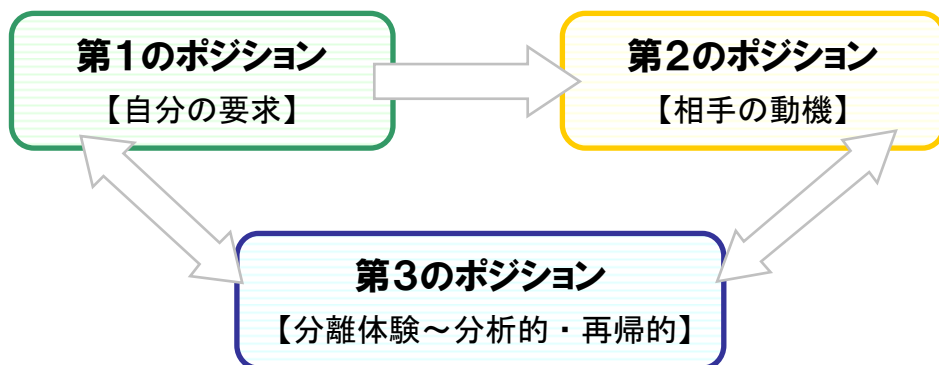 第1のポジション
【自分の要求】
第2のポジション
【相手の動機】
第3のポジション
【分離体験～分析的・再帰的】